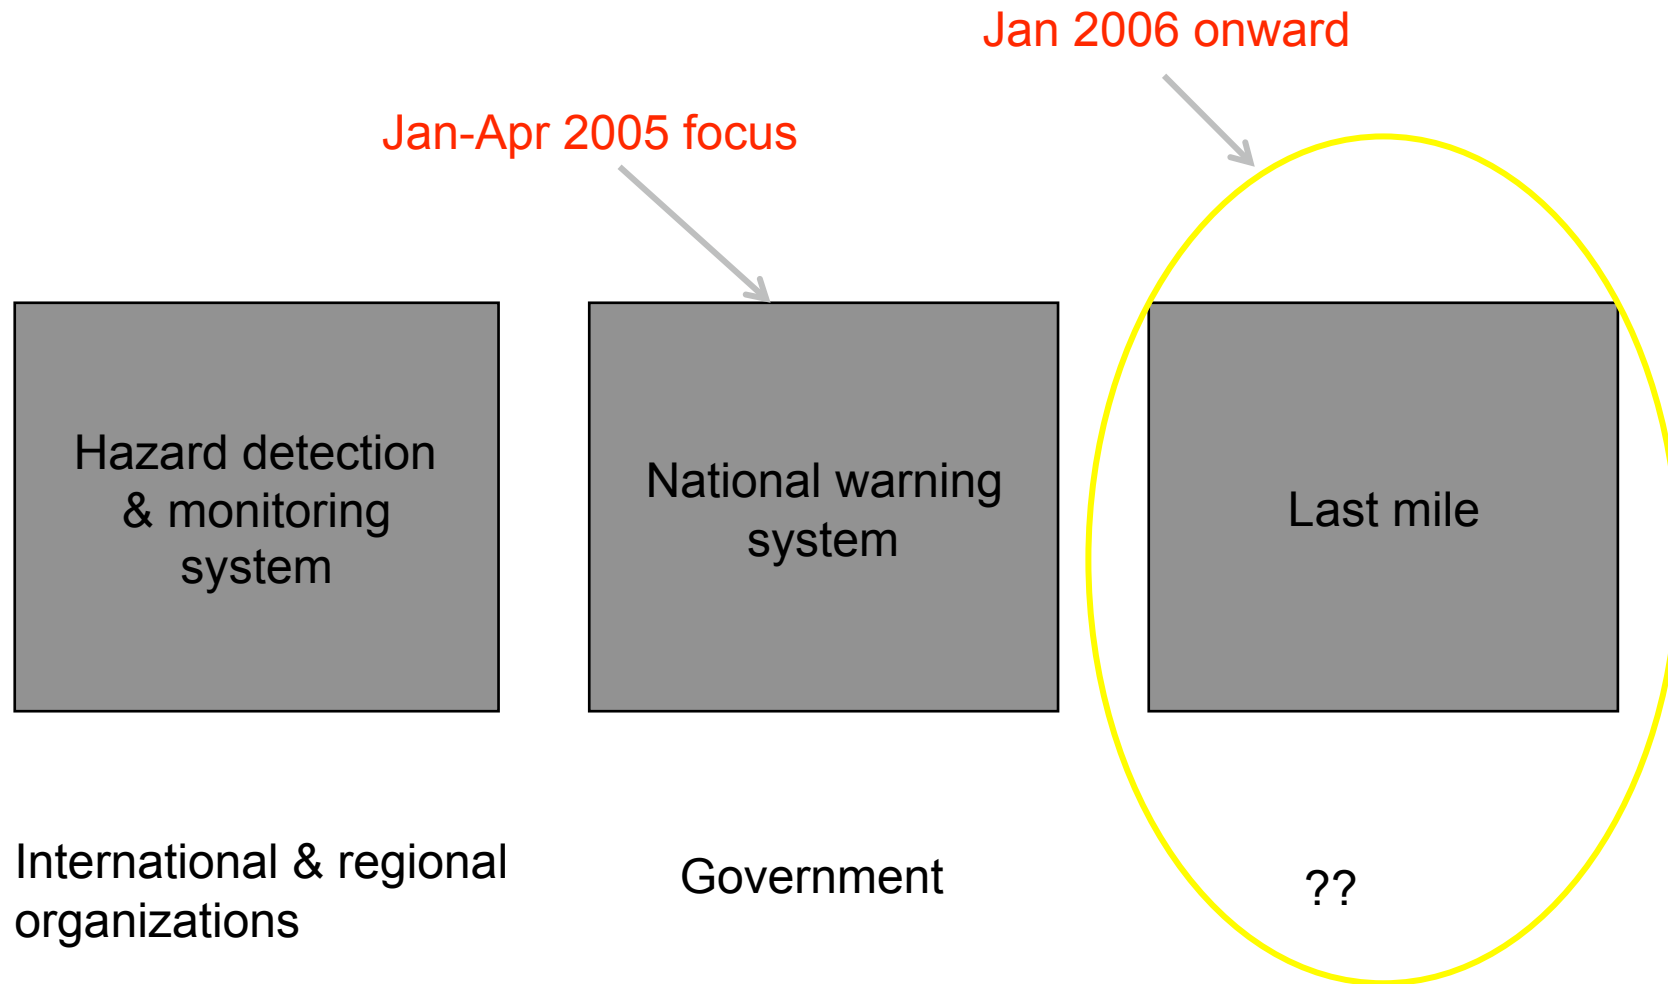 Jan 2006 onward
Jan-Apr 2005 focus
Hazard detection
& monitoring
system
National warning
system
Last mile
International & regional
organizations
Government
??